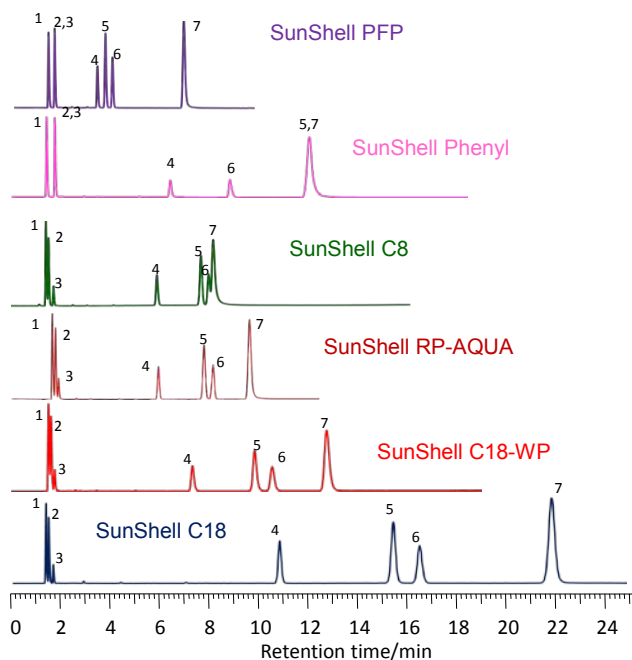 1 2,3 4 5 6 7 SunShell PFP
1 2,3 4 6 5,7 SunShell Phenyl
1 2 3 4 5 6 7 SunShell C8
1 2 3 4 5 6 7 SunShell RP-AQUA
1 2 3 4 5 6 7 SunShell C18-WP
1 2 3 SunShell C18 4 5 6 7
0 2 4 6 8 10 12 14 16 18 20 22 24
Retention time/min